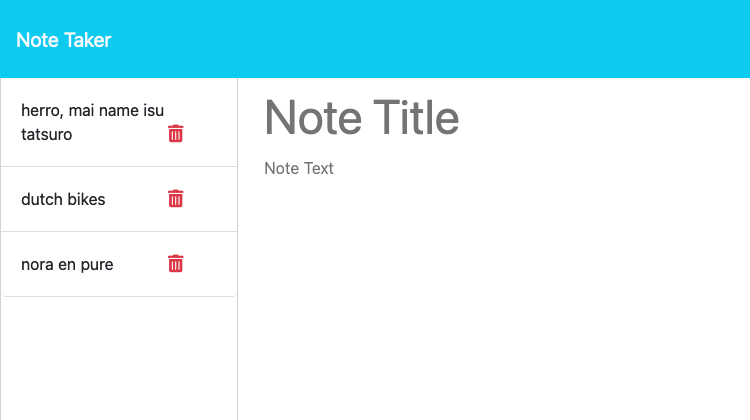 Note Taker
herro, mai name isu
tatsuro
dutch bikes
nora en pure
Note Title
Note Text